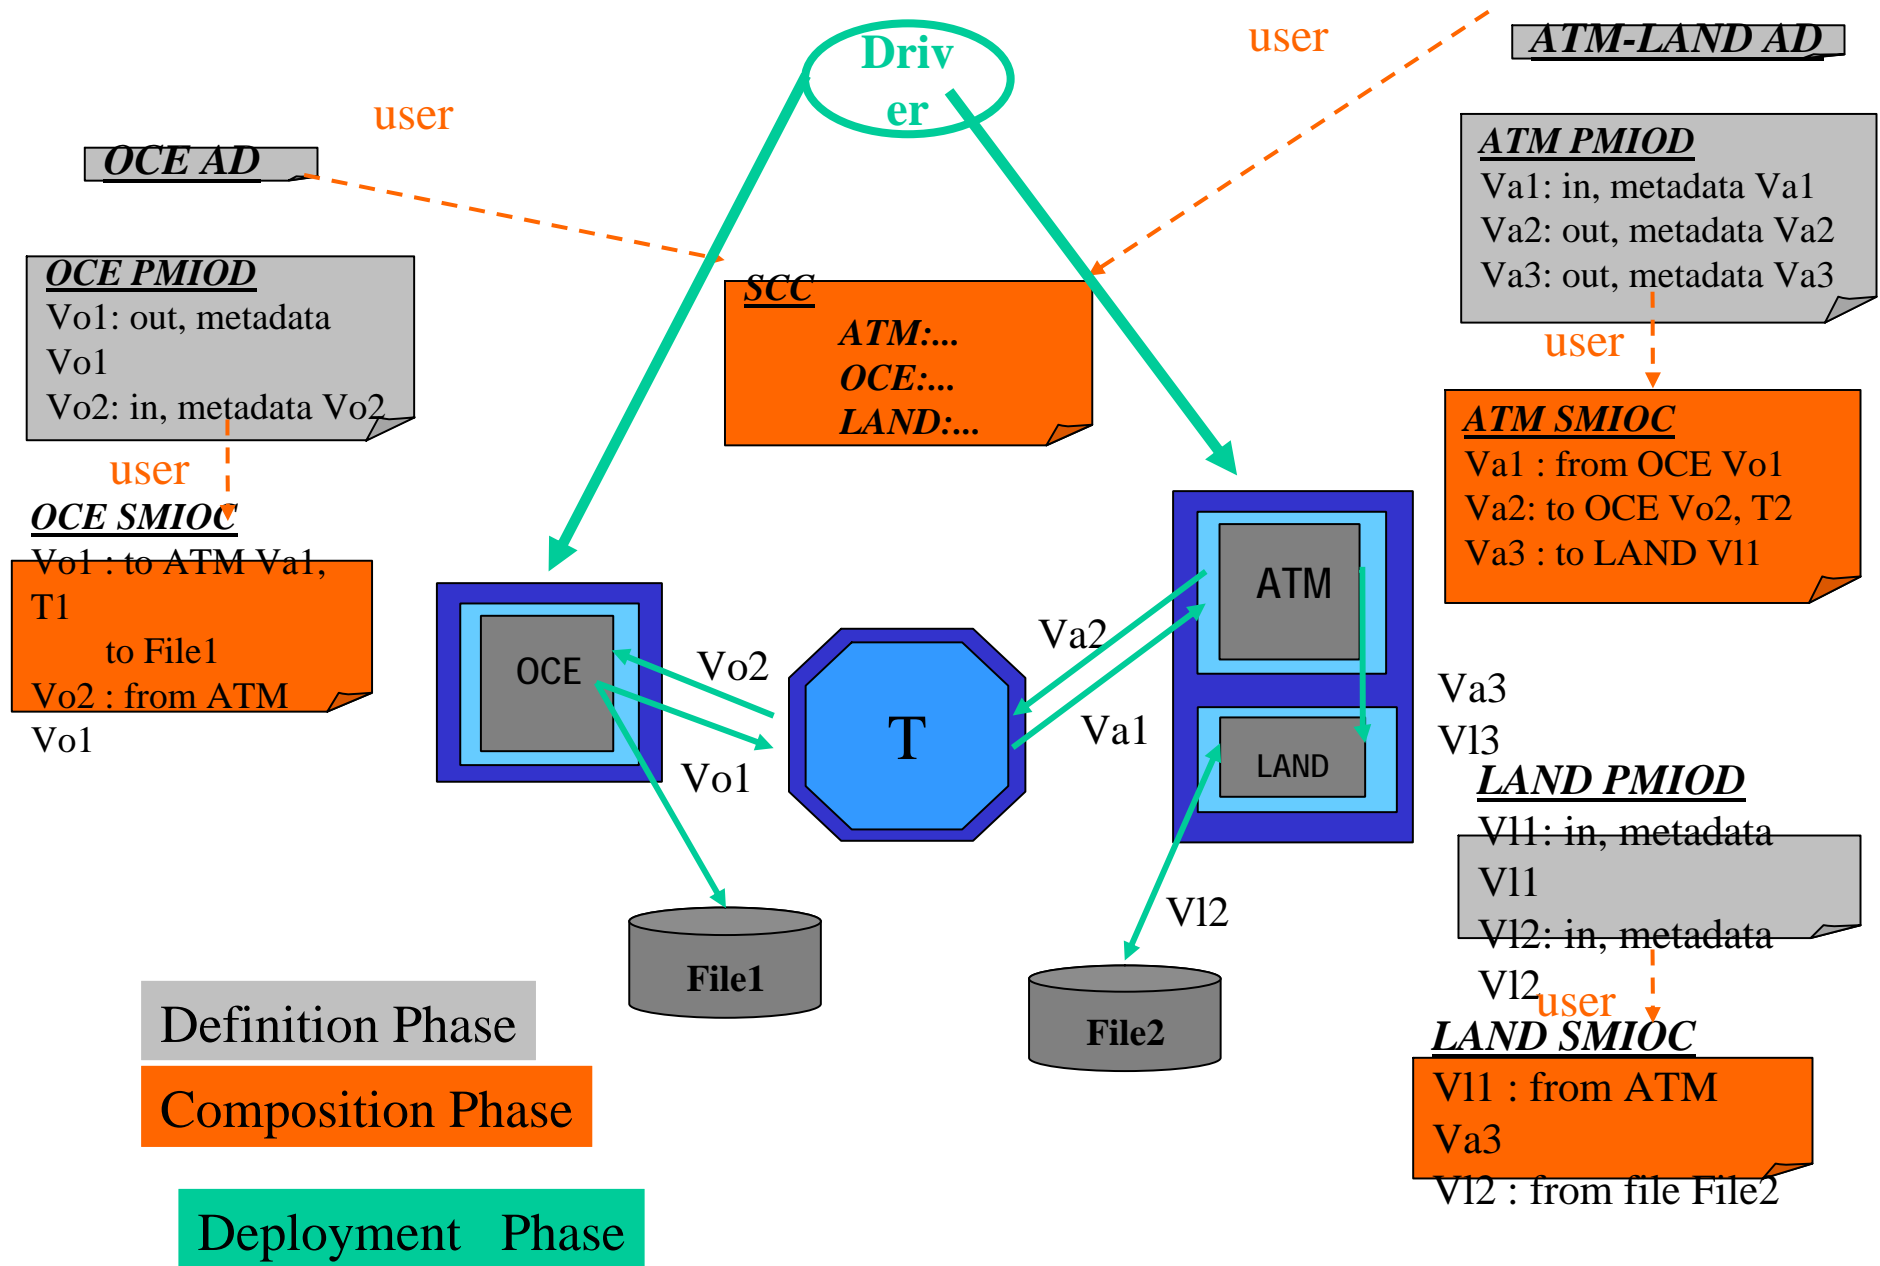 Driv
er
user
user
ATM-LAND AD
OCE AD
ATM PMIOD
Va1: in, metadata Va1
Va2: out, metadata Va2
Va3: out, metadata Va3
OCE PMIOD
Vo1: out, metadata
Vo1
Vo2: in, metadata Vo2
SCC
ATM:...
OCE:...
LAND:...
user
user
ATM SMIOC
Va1 : from OCE Vo1
Va2: to OCE Vo2, T2
Va3 : to LAND Vl1
OCE SMIOC
Vo1 : to ATM Va1,
T1
to File1
Vo2 : from ATM
Vo1
OCE
Vo2
Vo1
T
Va2
Va1
ATM
LAND
Va3
Vl3
LAND PMIOD
Vl1: in, metadata
Vl1
Vl2: in, metadata
Vl2
user
Vl2
File1
File2
LAND SMIOC
Vl1 : from ATM
Va3
Vl2 : from file File2
Definition Phase
Composition Phase
Deployment Phase